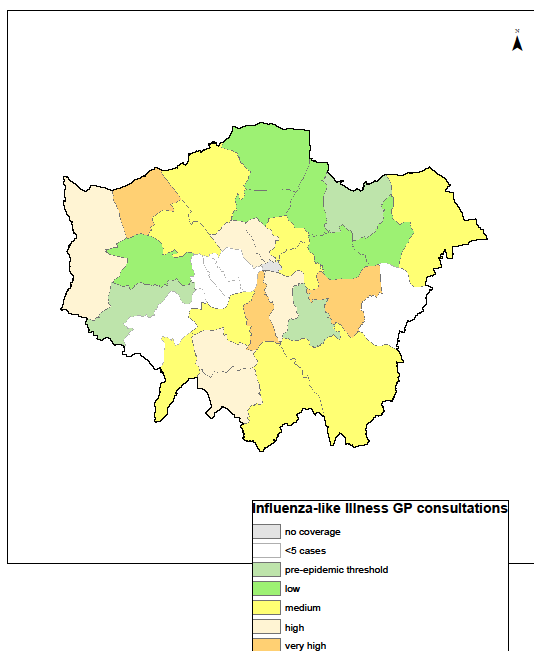 N
Influenza-like Illness GP consultations
no coverage
<5 cases
pre-epidemic threshold
low
medium
high
very high